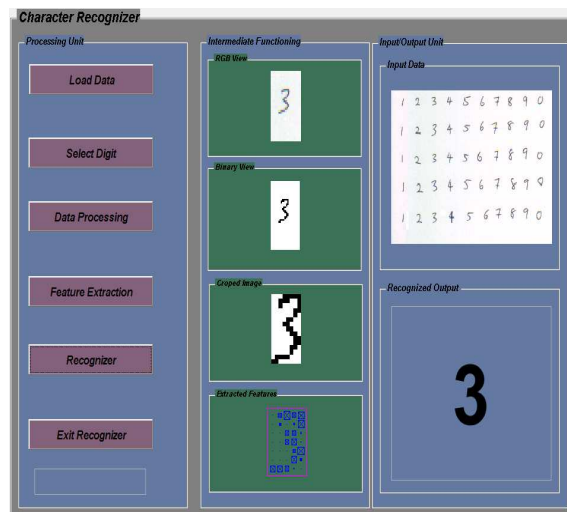 Character Recognizer
Processing Unit
Load Data
Select Digit
Data Processing
Feature Extraction
Recognizer
Exit Recognizer
Intermediate Functioning
RGB View
3
Binary View
3
Croped Image
3
Extracted Features
Input/Output Unit
Input Data
1 2 3 4 5 6 7 8 9 0
1 2 3 4 5 6 7 8 9 0
1 2 3 4 5 6 7 8 9 0
1 2 3 4 5 6 7 8 9 0
1 2 3 4 5 6 7 8 9 0
Recognized Output
3